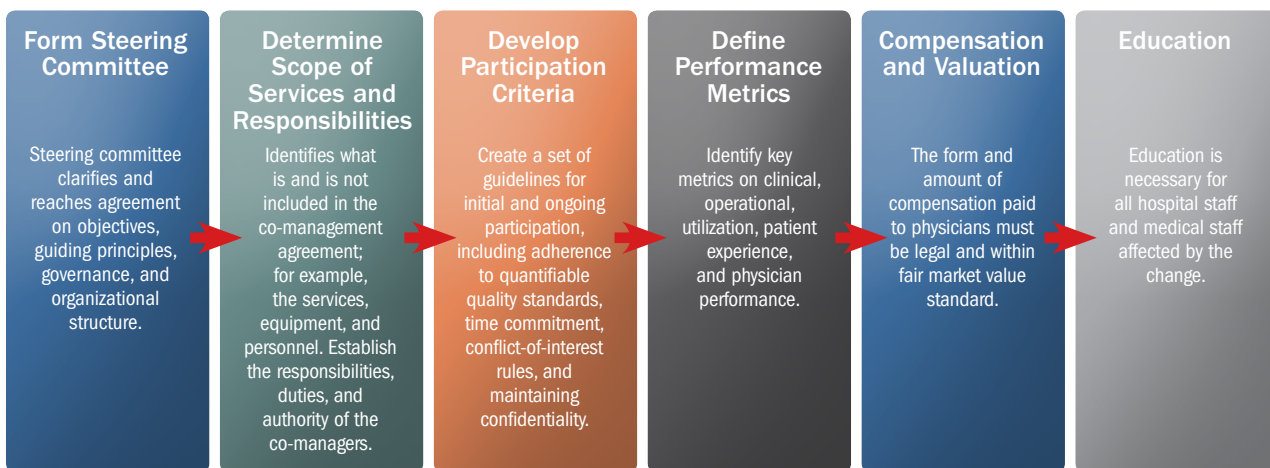 Form Steering
Committee
Steering committee
clarifies and
reaches agreement
on objectives,
guiding principles,
governance, and
organizational
structure.
Determine
Scope of
Services and
Responsibilities
Identifies what
is and is not
included in the
co-management
agreement;
for example,
the services,
equipment, and
personnel. Establish
the responsibilities,
duties, and
authority of the
co-managers.
Develop
Participation
Criteria
Create a set of
guidelines for
initial and ongoing
participation,
including adherence
to quantifiable
quality standards,
time commitment,
conflict-of-interest
rules, and
maintaining
confidentiality.
Define
Performance
Metrics
Identify key
metrics on clinical,
operational,
utilization, patient
experience,
and physician
performance.
Compensation
and Valuation
The form and
amount of
compensation paid
to physicians must
be legal and within
fair market value
standard.
Education
Education is
necessary for
all hospital staff
and medical staff
affected by the
change.